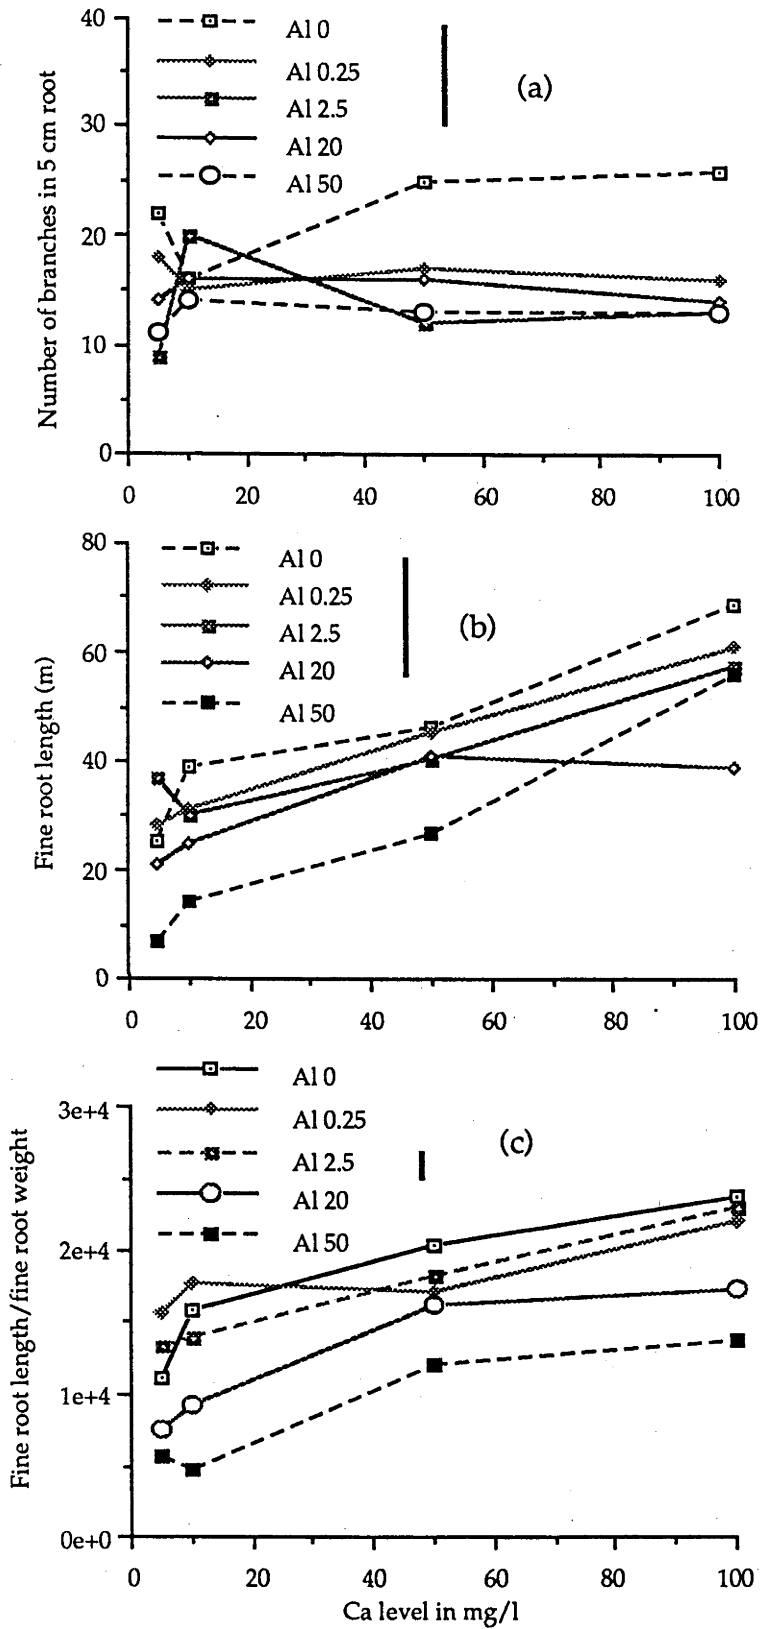 40
30
20
10
0
Number of branches in 5 cm root
Al 0
Al 0.25
Al 2.5
Al 20
Al 50
(a)
0 20 40 60 80 100
80
60
40
20
0
Fine root length (m)
Al 0
Al 0.25
Al 2.5
Al 20
Al 50
(b)
0 20 40 60 80 100
3e+4
2e+4
1e+4
0e+0
Fine root length/fine root weight
Al 0
Al 0.25
Al 2.5
Al 20
Al 50
(c)
0 20 40 60 80 100
Ca level in mg/l